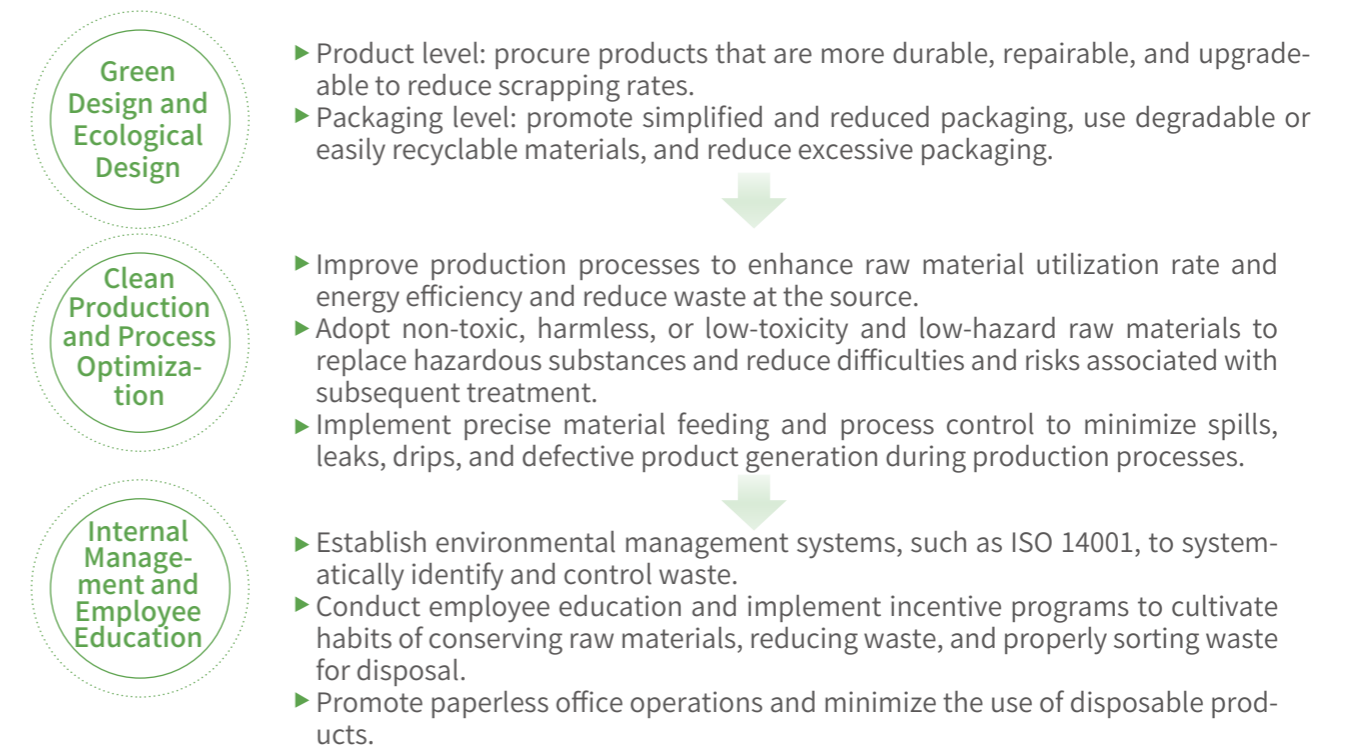 Green
Design and
Ecological
Design
Product level: procure products that are more durable, repairable, and upgrade-
able to reduce scrapping rates.
Packaging level: promote simplified and reduced packaging, use degradable or
easily recyclable materials, and reduce excessive packaging.
Clean
Production
and Process
Optimiza-
tion
Improve production processes to enhance raw material utilization rate and
energy efficiency and reduce waste at the source.
Adopt non-toxic, harmless, or low-toxicity and low-hazard raw materials to
replace hazardous substances and reduce difficulties and risks associated with
subsequent treatment.
Implement precise material feeding and process control to minimize spills,
leaks, drips, and defective product generation during production processes.
Internal
Manage-
ment and
Employee
Education
Establish environmental management systems, such as ISO 14001, to system-
atically identify and control waste.
Conduct employee education and implement incentive programs to cultivate
habits of conserving raw materials, reducing waste, and properly sorting waste
for disposal.
Promote paperless office operations and minimize the use of disposable prod-
ucts.